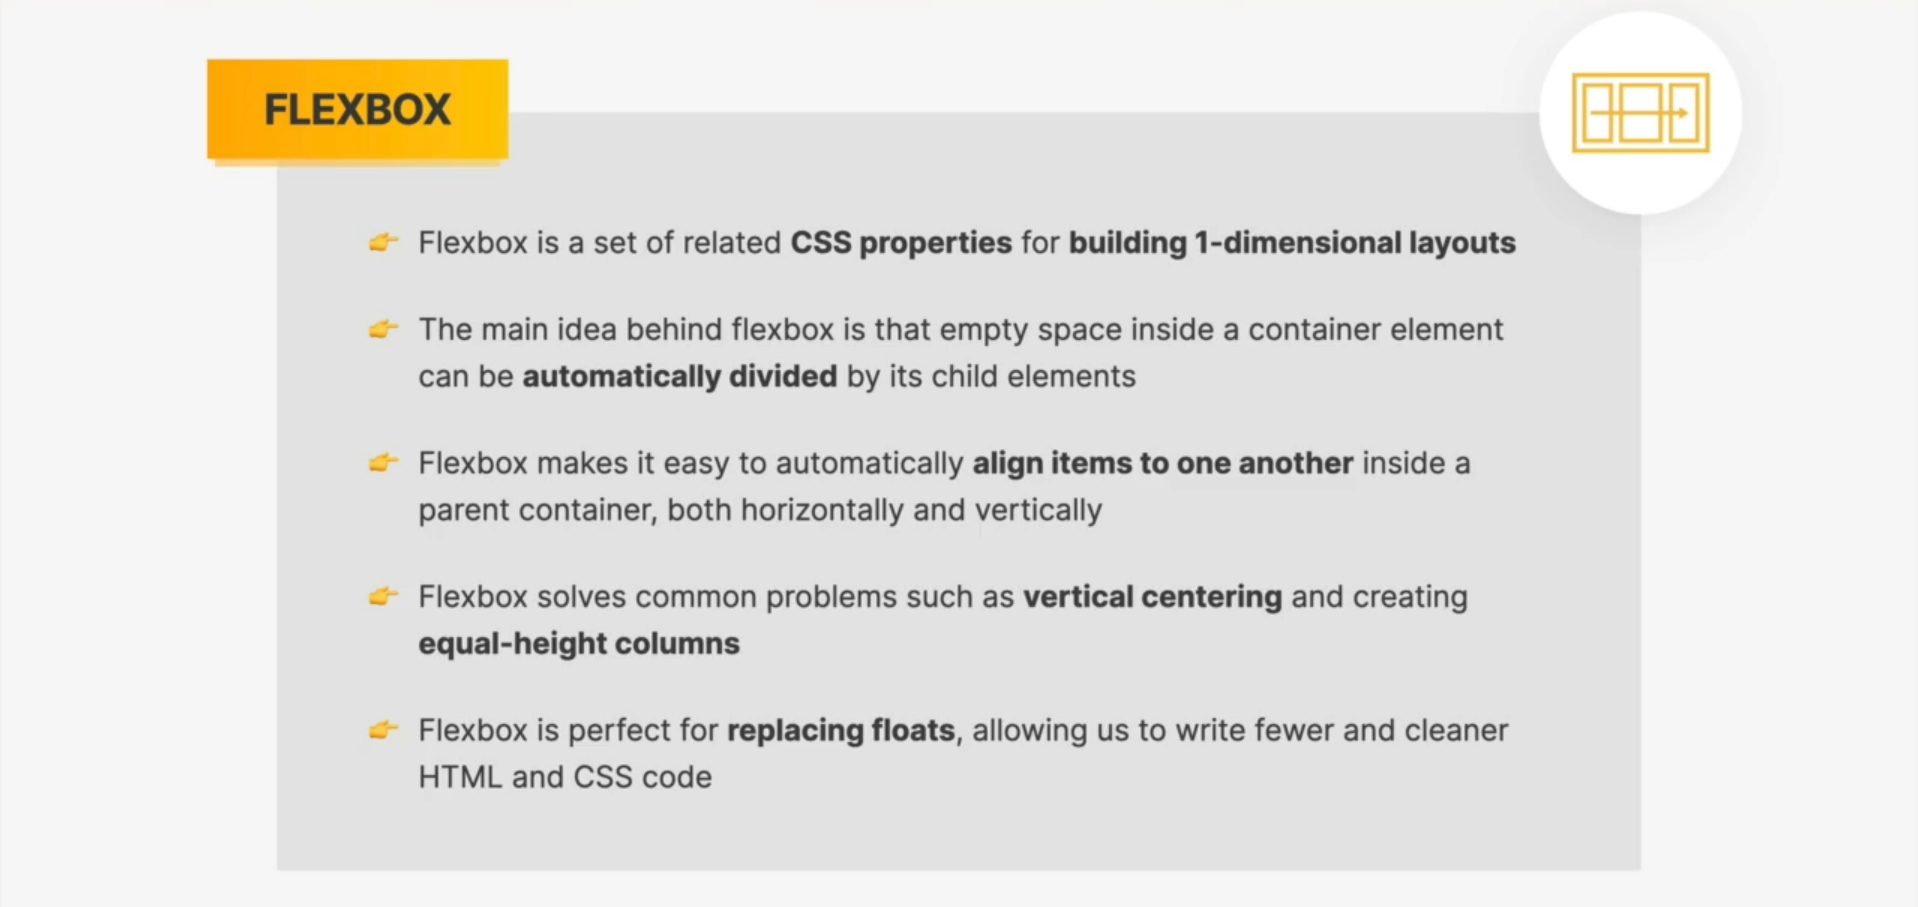 FLEXBOX
👉 Flexbox is a set of related CSS properties for building 1-dimensional layouts
👉 The main idea behind flexbox is that empty space inside a container element
can be automatically divided by its child elements
👉 Flexbox makes it easy to automatically align items to one another inside a
parent container, both horizontally and vertically
👉 Flexbox solves common problems such as vertical centering and creating
equal-height columns
👉 Flexbox is perfect for replacing floats, allowing us to write fewer and cleaner
HTML and CSS code